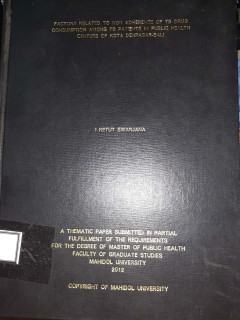 FACTORS RELATED TO NON ADHERENCE OF TB DRUG
CONSUMPTION AMONG TB PATIENTS IN PUBLIC HEALTH
CENTERS OF KOTA DENPASAR-BALI
I KETUT SWARJANA
A THEMATIC PAPER SUBMITTED IN PARTIAL
FULFILLMENT OF THE REQUIREMENTS
FOR THE DEGREE OF MASTER OF PUBLIC HEALTH
FACULTY OF GRADUATE STUDIES
MAHIDOL UNIVERSITY
2012
COPYRIGHT OF MAHIDOL UNIVERSITY